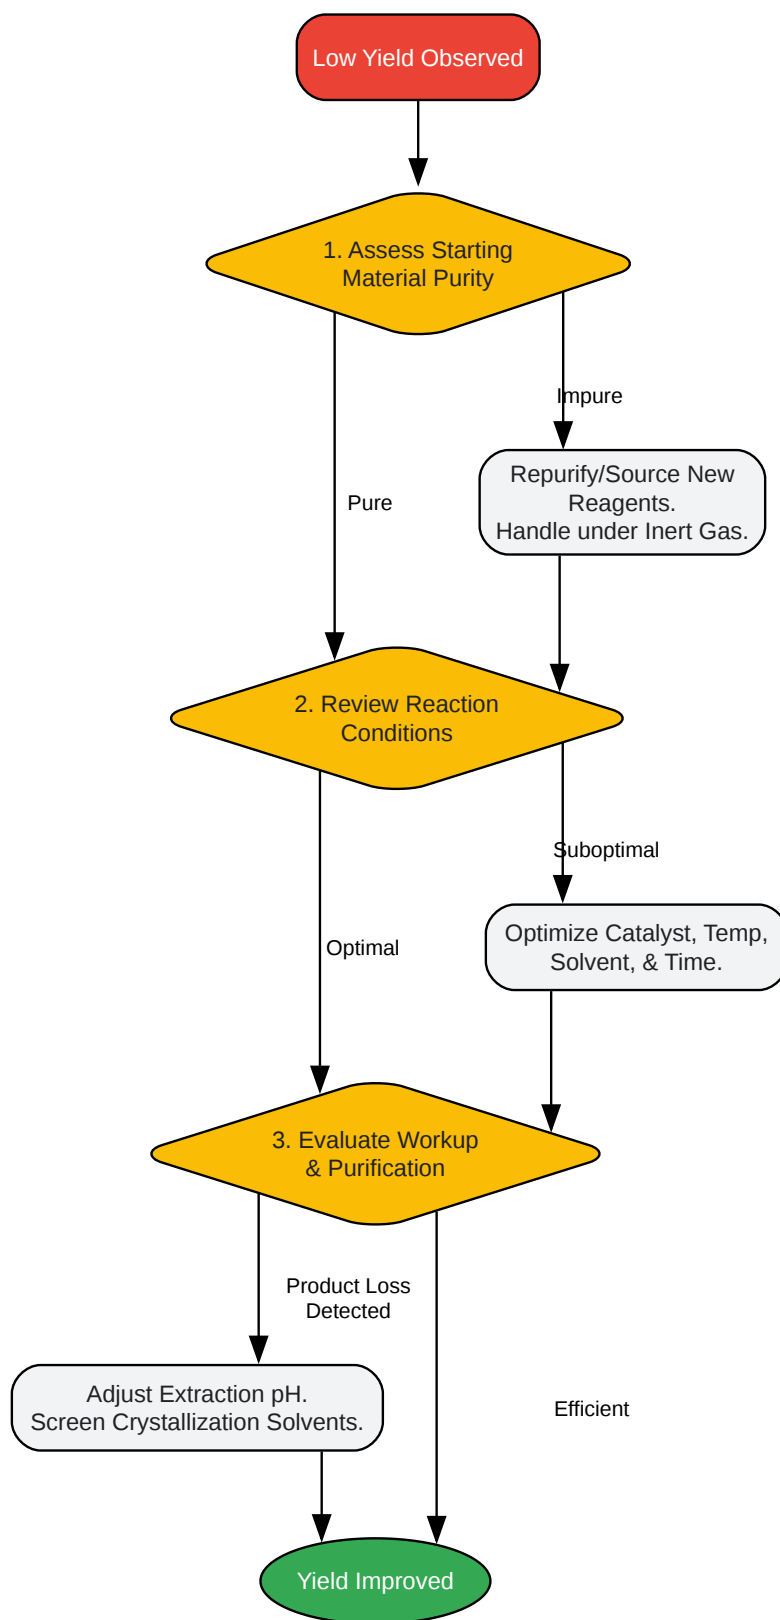 Low Yield Observed
1. Assess Starting
Material Purity
Impure
Repurify/Source New
Reagents.
Handle under Inert Gas.
Pure
2. Review Reaction
Conditions
Suboptimal
Optimize Catalyst, Temp,
Solvent, & Time.
Optimal
3. Evaluate Workup
& Purification
Product Loss
Detected
Adjust Extraction pH.
Screen Crystallization Solvents.
Efficient
Yield Improved